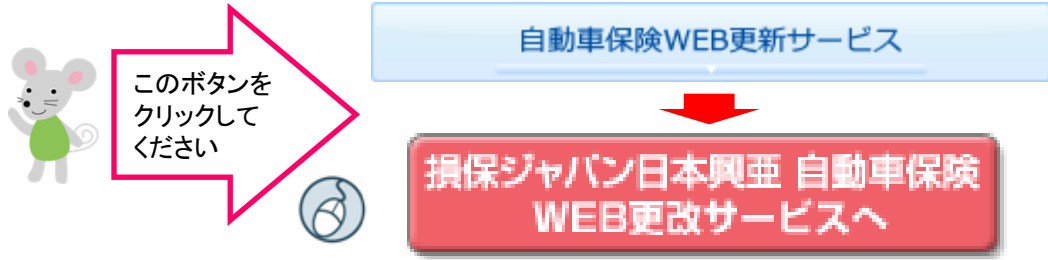 自動車保険WEB更新サービス
このボタンを
クリックして
ください
損保ジャパン日本興亜 自動車保険
WEB更改サービスへ